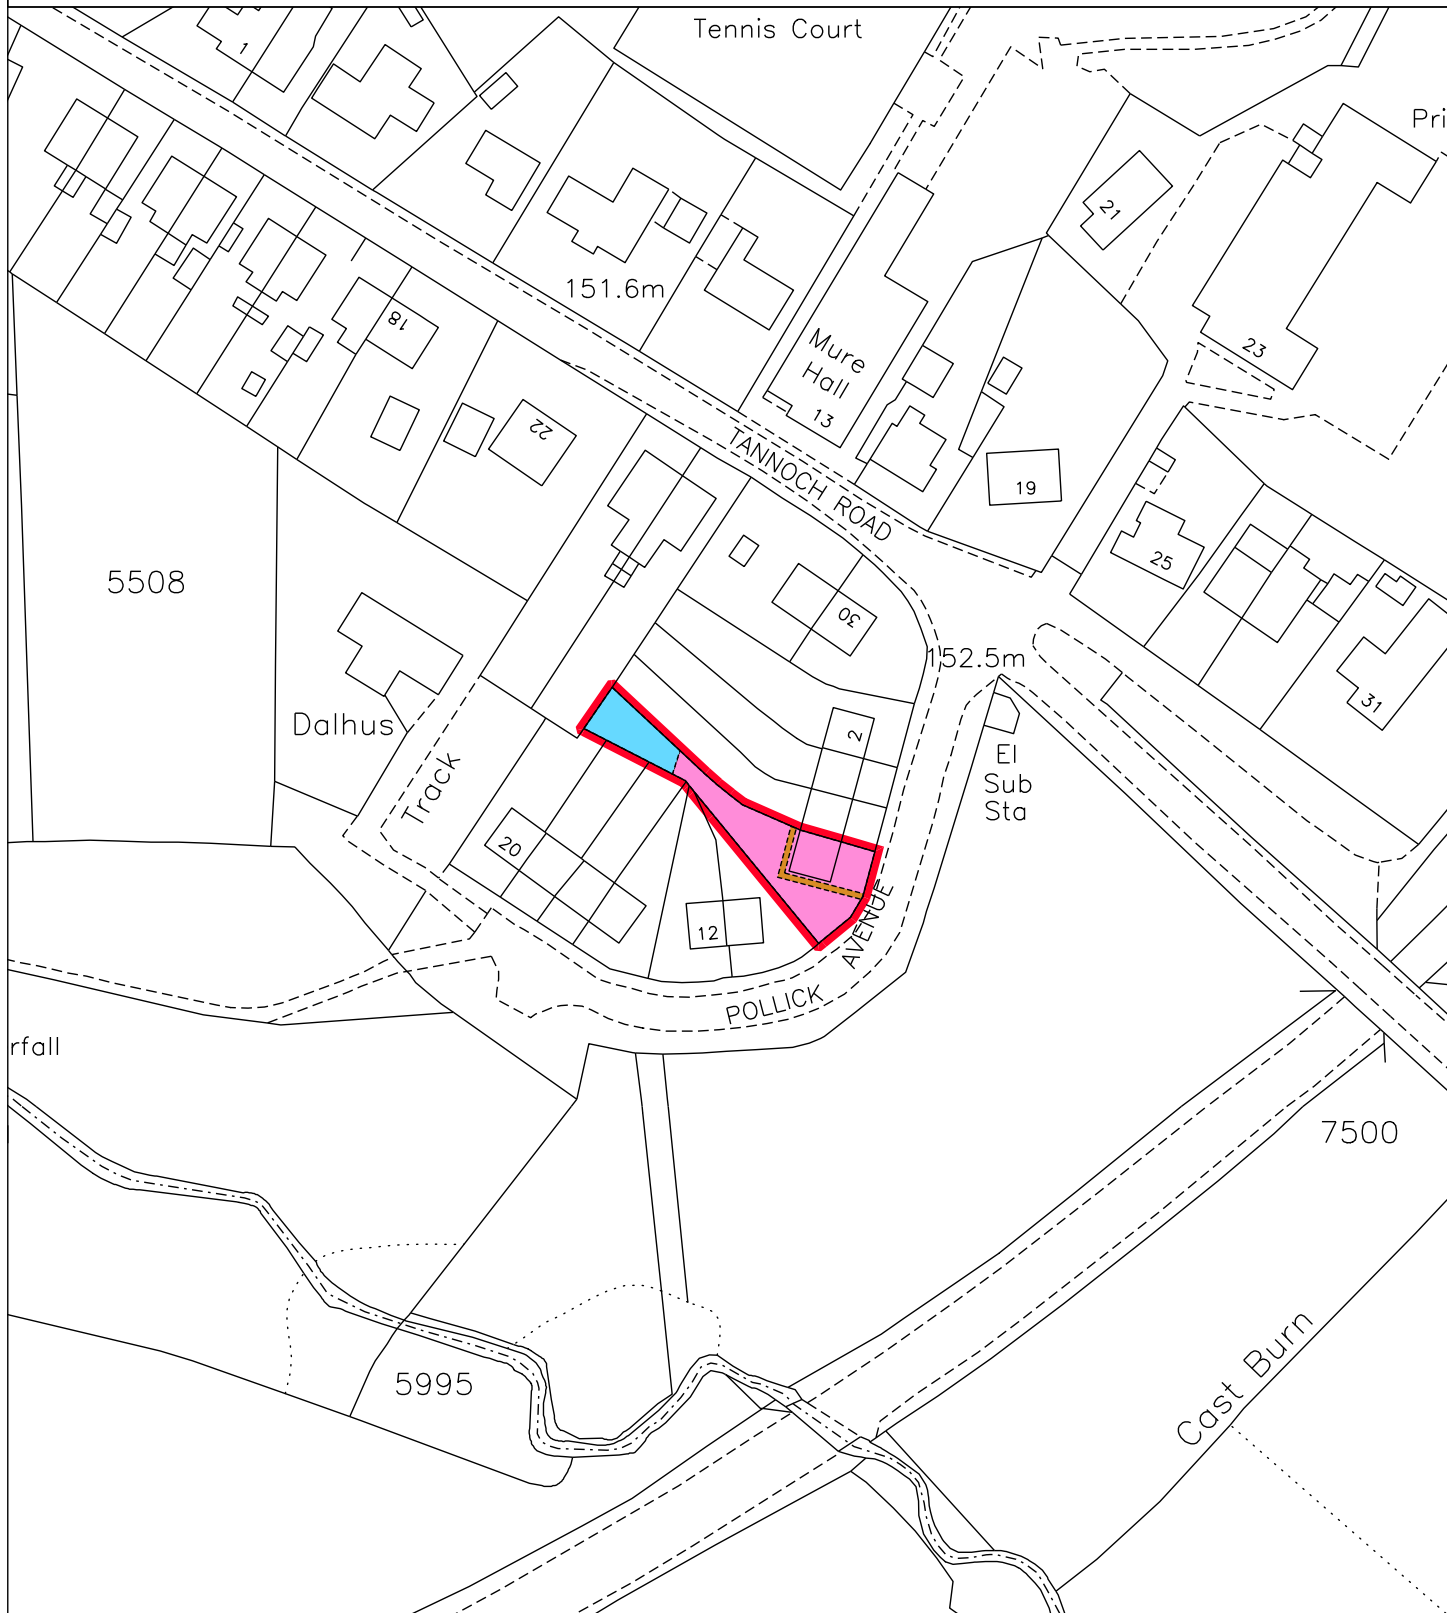 Tennis Court
1
Pri
21
151.6m
18
Mure
Hall
13
23
22
TANNOCH ROAD
19
25
5508
30
152.5m
31
Dalhus
2
El
Sub
Sta
Track
20
12
AVENUE
POLLICK
rfall
7500
5995
Cast Burn